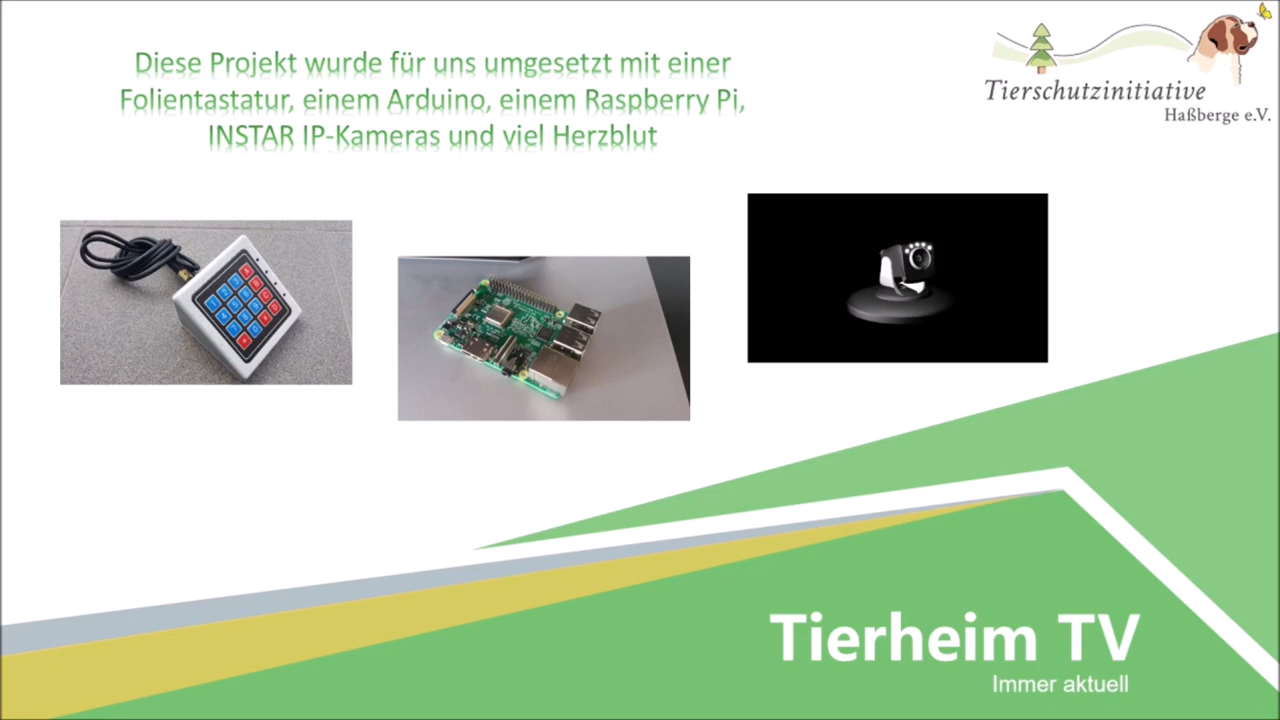 Diese Projekt wurde für uns umgesetzt mit einer
Folientastatur, einem Arduino, einem Raspberry Pi,
INSTAR IP-Kameras und viel Herzblut
Tierschutzinitiative
Haßberge e.V.
Tierheim TV
Immer aktuell